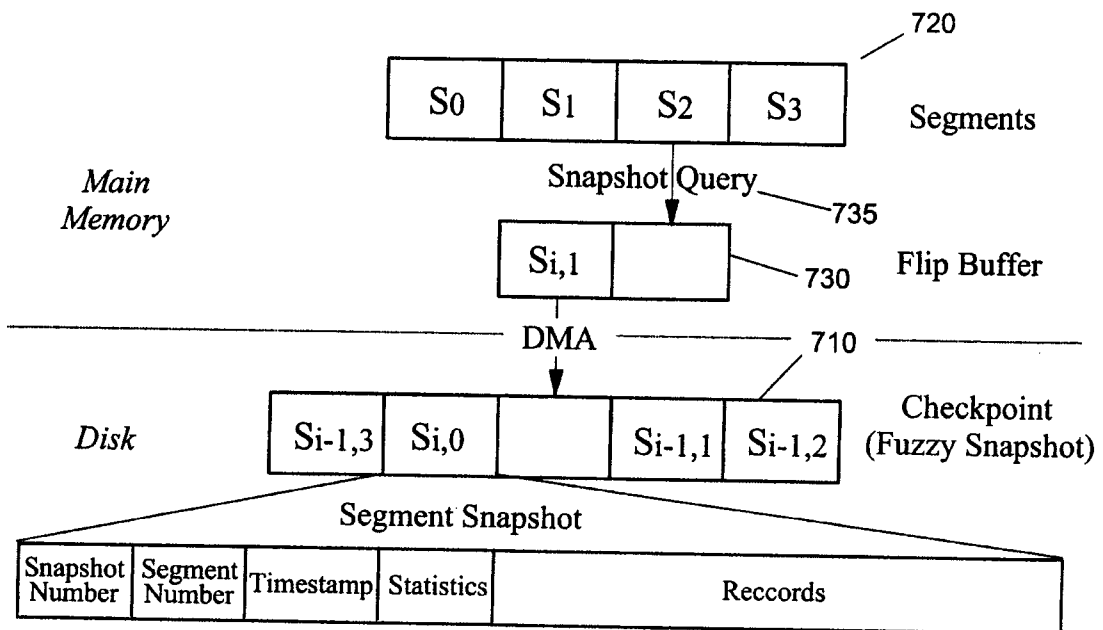 720
S0 S1 S2 S3
Segments
Main
Memory
Snapshot Query
735
Si,1
730
Flip Buffer
DMA
710
Disk
Si-1,3 Si,0 Si-1,1 Si-1,2
Checkpoint
(Fuzzy Snapshot)
Segment Snapshot
Snapshot
Number
Segment
Number
Timestamp
Statistics
Reccords